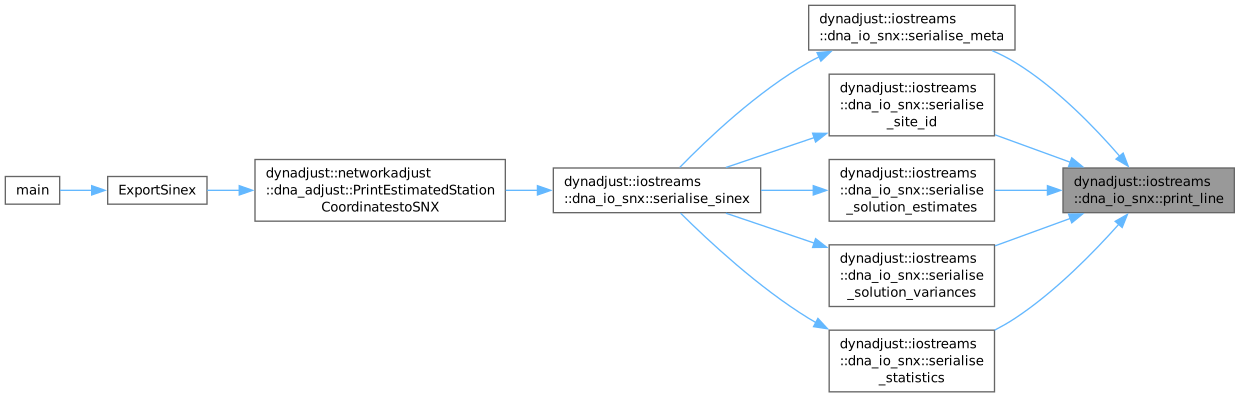 main
ExportSinex
dynadjust::networkadjust
::dna_adjust::PrintEstimatedStation
CoordinatestoSNX
dynadjust::iostreams
::dna_io_snx::serialise_sinex
dynadjust::iostreams
::dna_io_snx::serialise_meta
dynadjust::iostreams
::dna_io_snx::serialise
_site_id
dynadjust::iostreams
::dna_io_snx::serialise
_solution_estimates
dynadjust::iostreams
::dna_io_snx::serialise
_solution_variances
dynadjust::iostreams
::dna_io_snx::serialise
_statistics
dynadjust::iostreams
::dna_io_snx::print_line